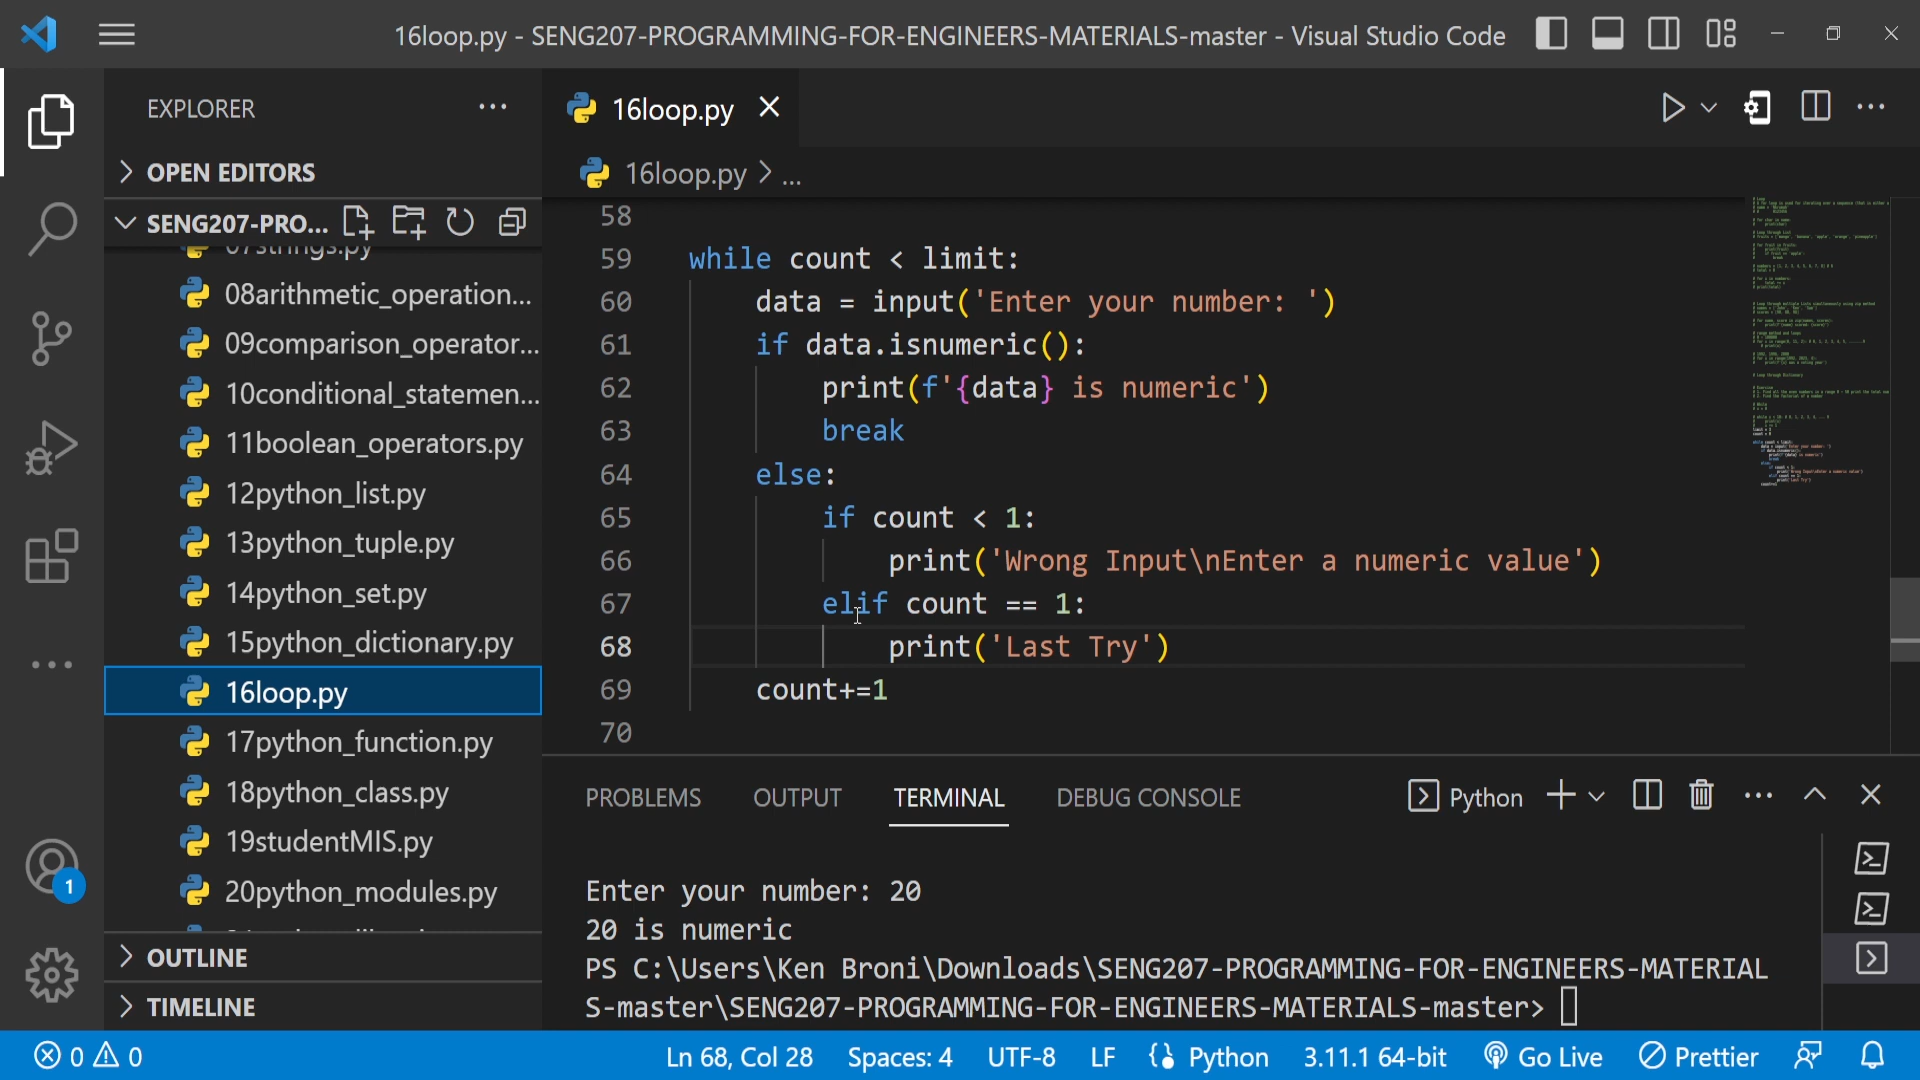 16loop.py - SENG207-PROGRAMMING-FOR-ENGINEERS-MATERIALS-master - Visual Studio Code
EXPLORER
OPEN EDITORS
SENG207-PRO...
07strings.py
08arithmetic_operation...
09comparison_operator...
10conditional_statemen...
11boolean_operators.py
12python_list.py
13python_tuple.py
14python_set.py
15python_dictionary.py
16loop.py
17python_function.py
18python_class.py
19studentMIS.py
20python_modules.py
OUTLINE
TIMELINE
1
16loop.py
16loop.py > ...
58
59 while count < limit:
60 data = input('Enter your number: ')
61 if data.isnumeric():
62 print(f'{data} is numeric')
63 break
64 else:
65 if count < 1:
66 print('Wrong Input\nEnter a numeric value')
67 elif count == 1:
68 print('Last Try')
69 count+=1
70
PROBLEMS OUTPUT TERMINAL DEBUG CONSOLE Python
Enter your number: 20
20 is numeric
PS C:\Users\Ken Broni\Downloads\SENG207-PROGRAMMING-FOR-ENGINEERS-MATERIAL
S-master\SENG207-PROGRAMMING-FOR-ENGINEERS-MATERIALS-master>
0 0 Ln 68, Col 28 Spaces: 4 UTF-8 LF Python 3.11.1 64-bit Go Live Prettier